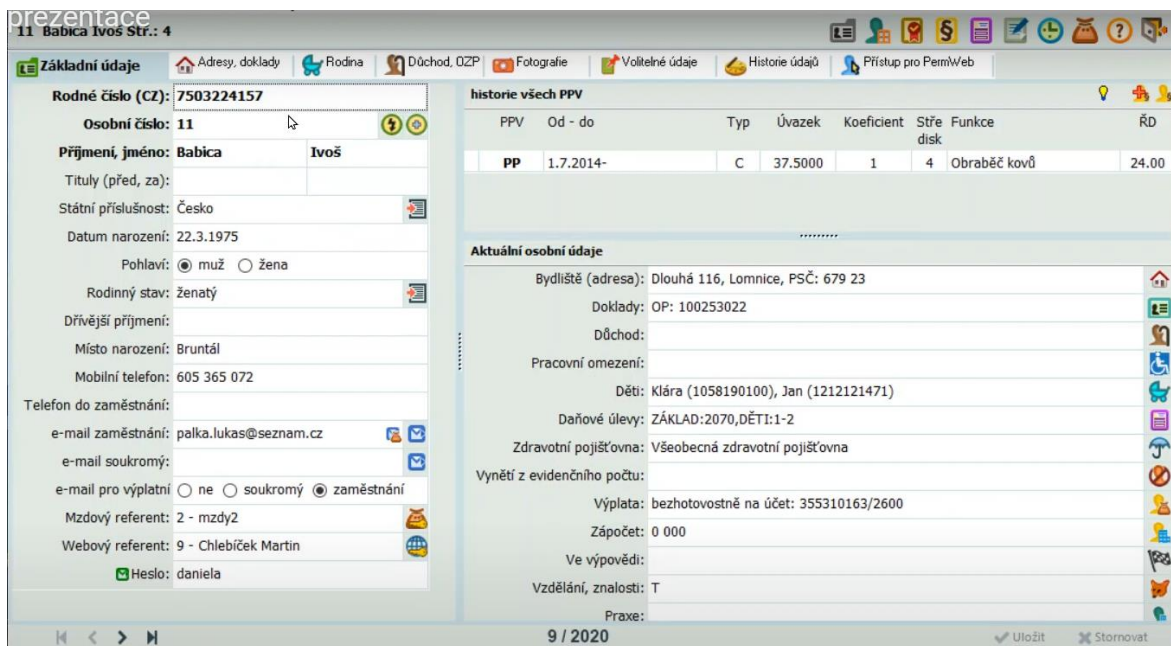 prezentace
11 Babica Ivoš Stř.: 4
Základní údaje
Adresy, doklady
Rodina
Důchod, OZP
Fotografie
Volitelné údaje
Historie údajů
Přístup pro PermWeb
Rodné číslo (CZ): 7503224157
Osobní číslo: 11
Příjmení, jméno: Babica Ivoš
Tituly (před, za):
Státní příslušnost: Česko
Datum narození: 22.3.1975
Pohlaví: muž žena
Rodinný stav: ženatý
Dřívější příjmení:
Místo narození: Bruntál
Mobilní telefon: 605 365 072
Telefon do zaměstnání:
e-mail zaměstnání: palka.lukas@seznam.cz
e-mail soukromý:
e-mail pro výplatní ne soukromý zaměstnání
Mzdový referent: 2 - mzdy2
Webový referent: 9 - Chlebíček Martin
Heslo: daniela
historie všech PPV
PPV Od - do Typ Úvazek Koeficient Stře disk Funkce ŘD
PP 1.7.2014- C 37.5000 1 4 Obraběč kovů 24.00
Aktuální osobní údaje
Bydliště (adresa): Dlouhá 116, Lomnice, PSČ: 679 23
Doklady: OP: 100253022
Důchod:
Pracovní omezení:
Děti: Klára (1058190100), Jan (1212121471)
Daňové úlevy: ZÁKLAD:2070,DĚTI:1-2
Zdravotní pojišťovna: Všeobecná zdravotní pojišťovna
Vynětí z evidenčního počtu:
Výplata: bezhotovostně na účet: 355310163/2600
Zápočet: 0 000
Ve výpovědi:
Vzdělání, znalosti: T
Praxe:
9 / 2020
Uložit
Stornovat